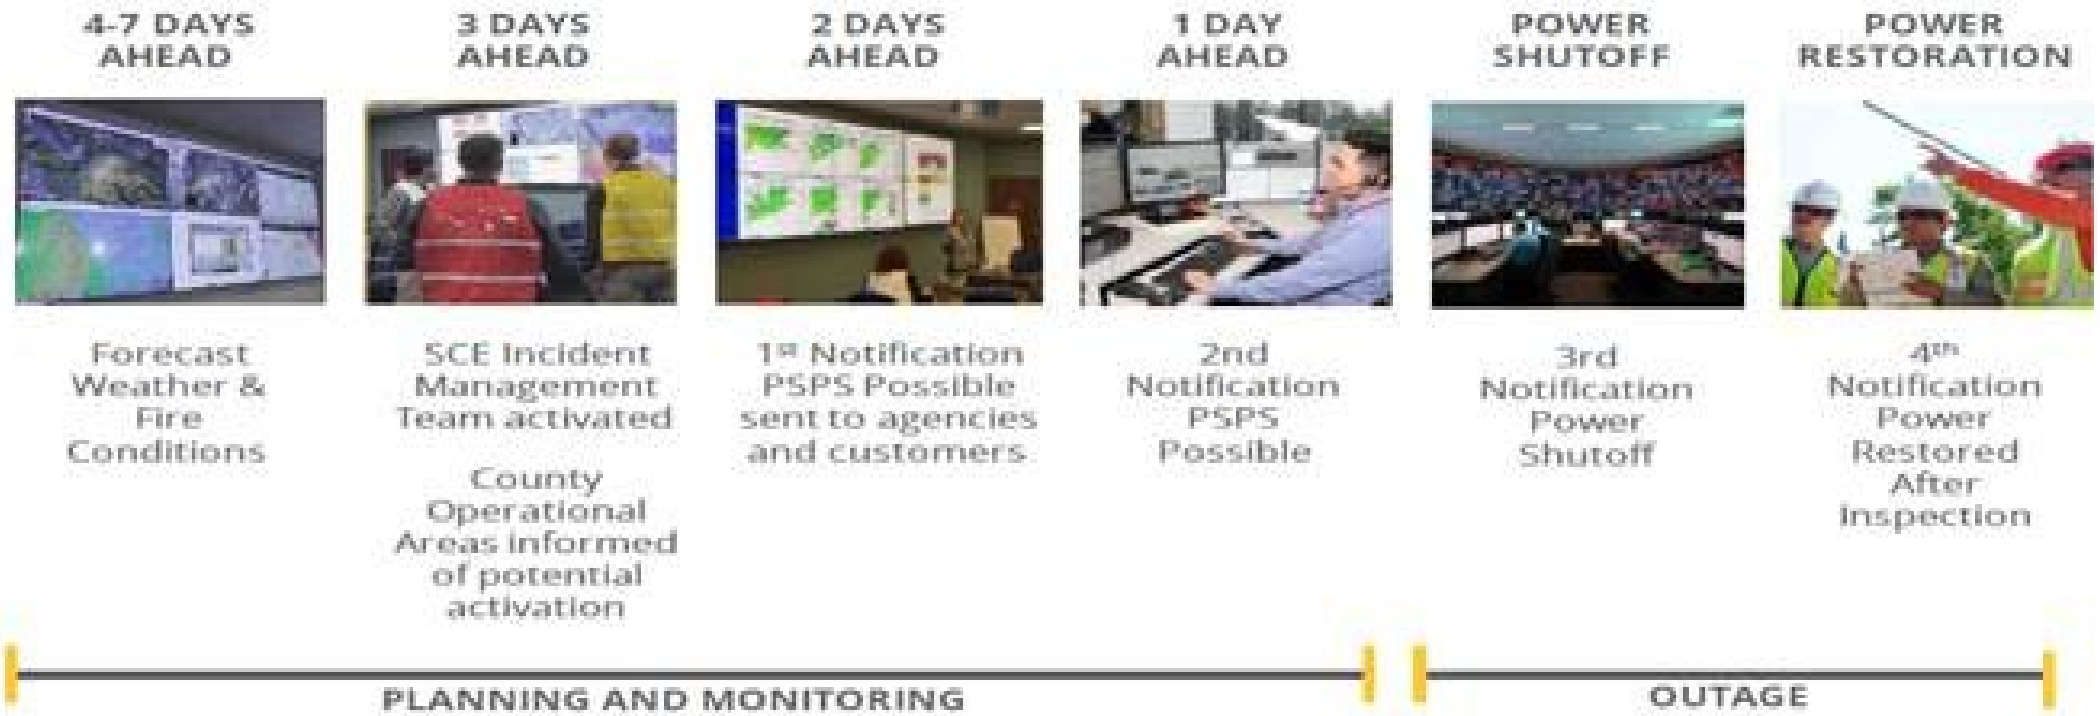 4-7 DAYS
AHEAD
3 DAYS
AHEAD
2 DAYS
AHEAD
1 DAY
AHEAD
POWER
SHUTOFF
POWER
RESTORATION
Forecast
Weather &
Fire
Conditions
SCE Incident
Management
Team activated
County
Operational
Areas informed
of potential
activation
1st Notification
PSPS Possible
sent to agencies
and customers
2nd
Notification
PSPS
Possible
3rd
Notification
Power
Shutoff
4th
Notification
Power
Restored
After
Inspection
PLANNING AND MONITORING
OUTAGE